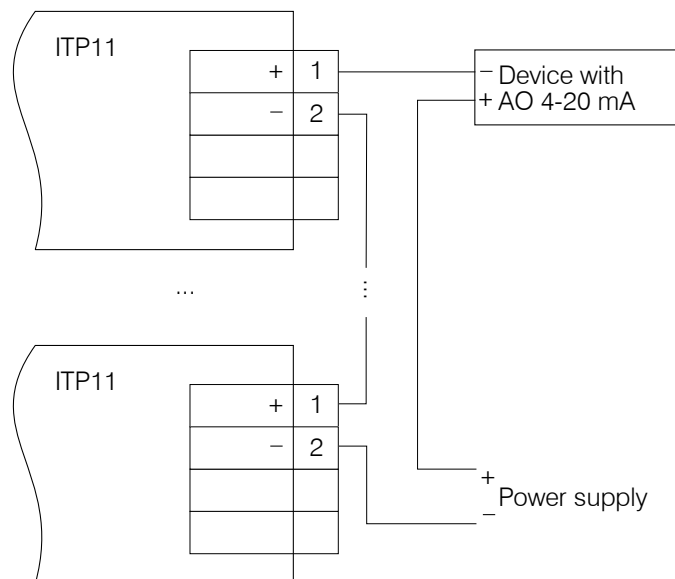 ITP11
+ 1
− 2
− Device with
+ AO 4-20 mA
...
...
ITP11
+ 1
− 2
+
Power supply
−